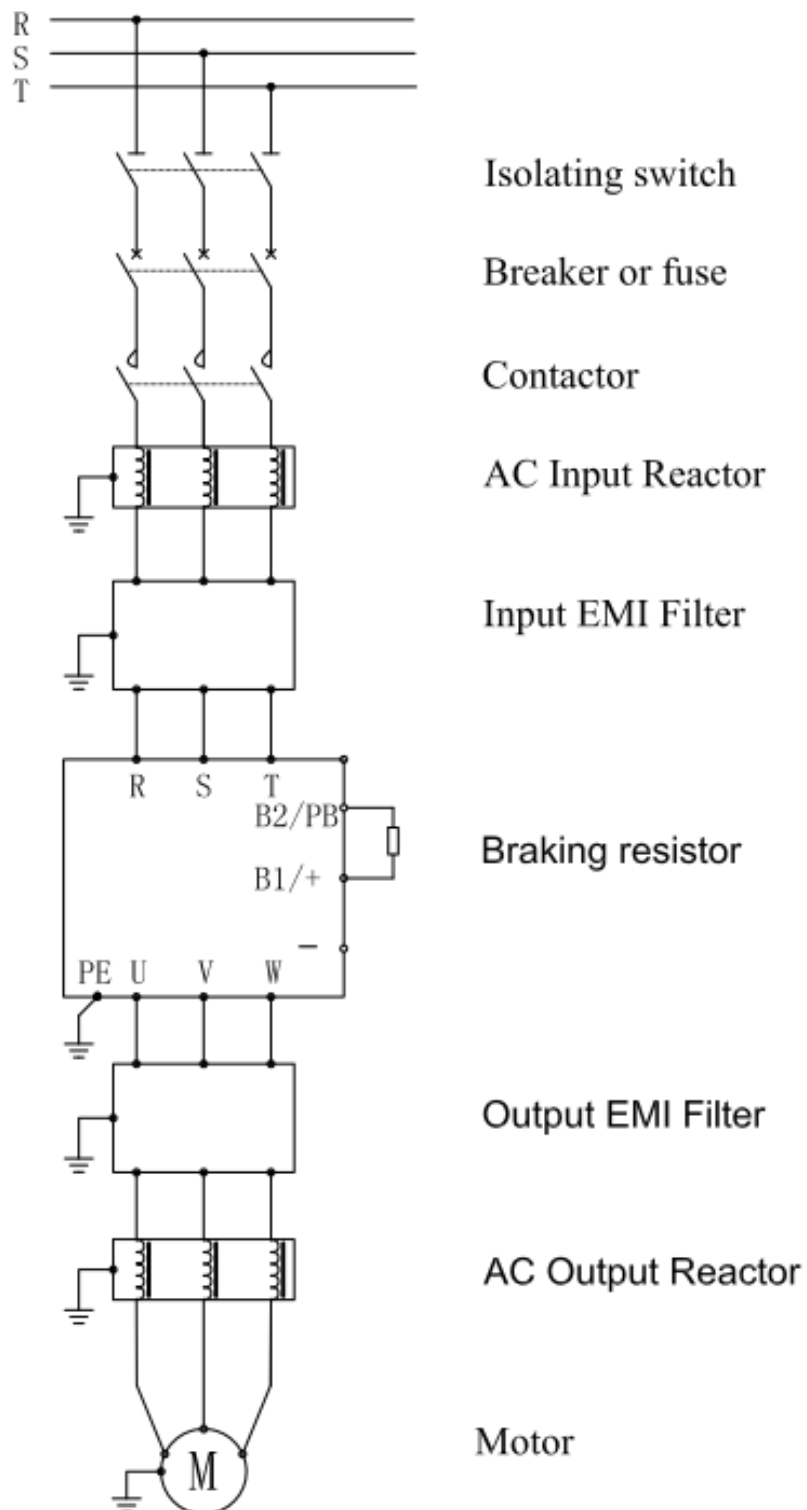 R
S
T
Isolating switch
Breaker or fuse
Contactor
AC Input Reactor
Input EMI Filter
R S T
B2/PB
Braking resistor
B1/+
−
PE U V W
Output EMI Filter
AC Output Reactor
Motor
M